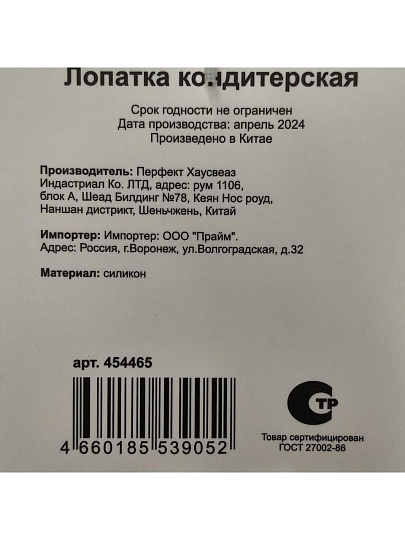 Лопатка кондитерская
Срок годности не ограничен
Дата производства: апрель 2024
Произведено в Китае
Производитель: Перфект Хаусвеаз
Индастриал Ко. ЛТД, адрес: рум 1106,
блок А, Шеад Билдинг №78, Кеян Нос роуд,
Наншан дистрикт, Шеньчжень, Китай
Импортер: Импортер: ООО "Прайм".
Адрес: Россия, г.Воронеж, ул.Волгоградская, д.32
Материал: силикон
арт. 454465
4 660185 539052
СТР
Товар сертифицирован
ГОСТ 27002-86